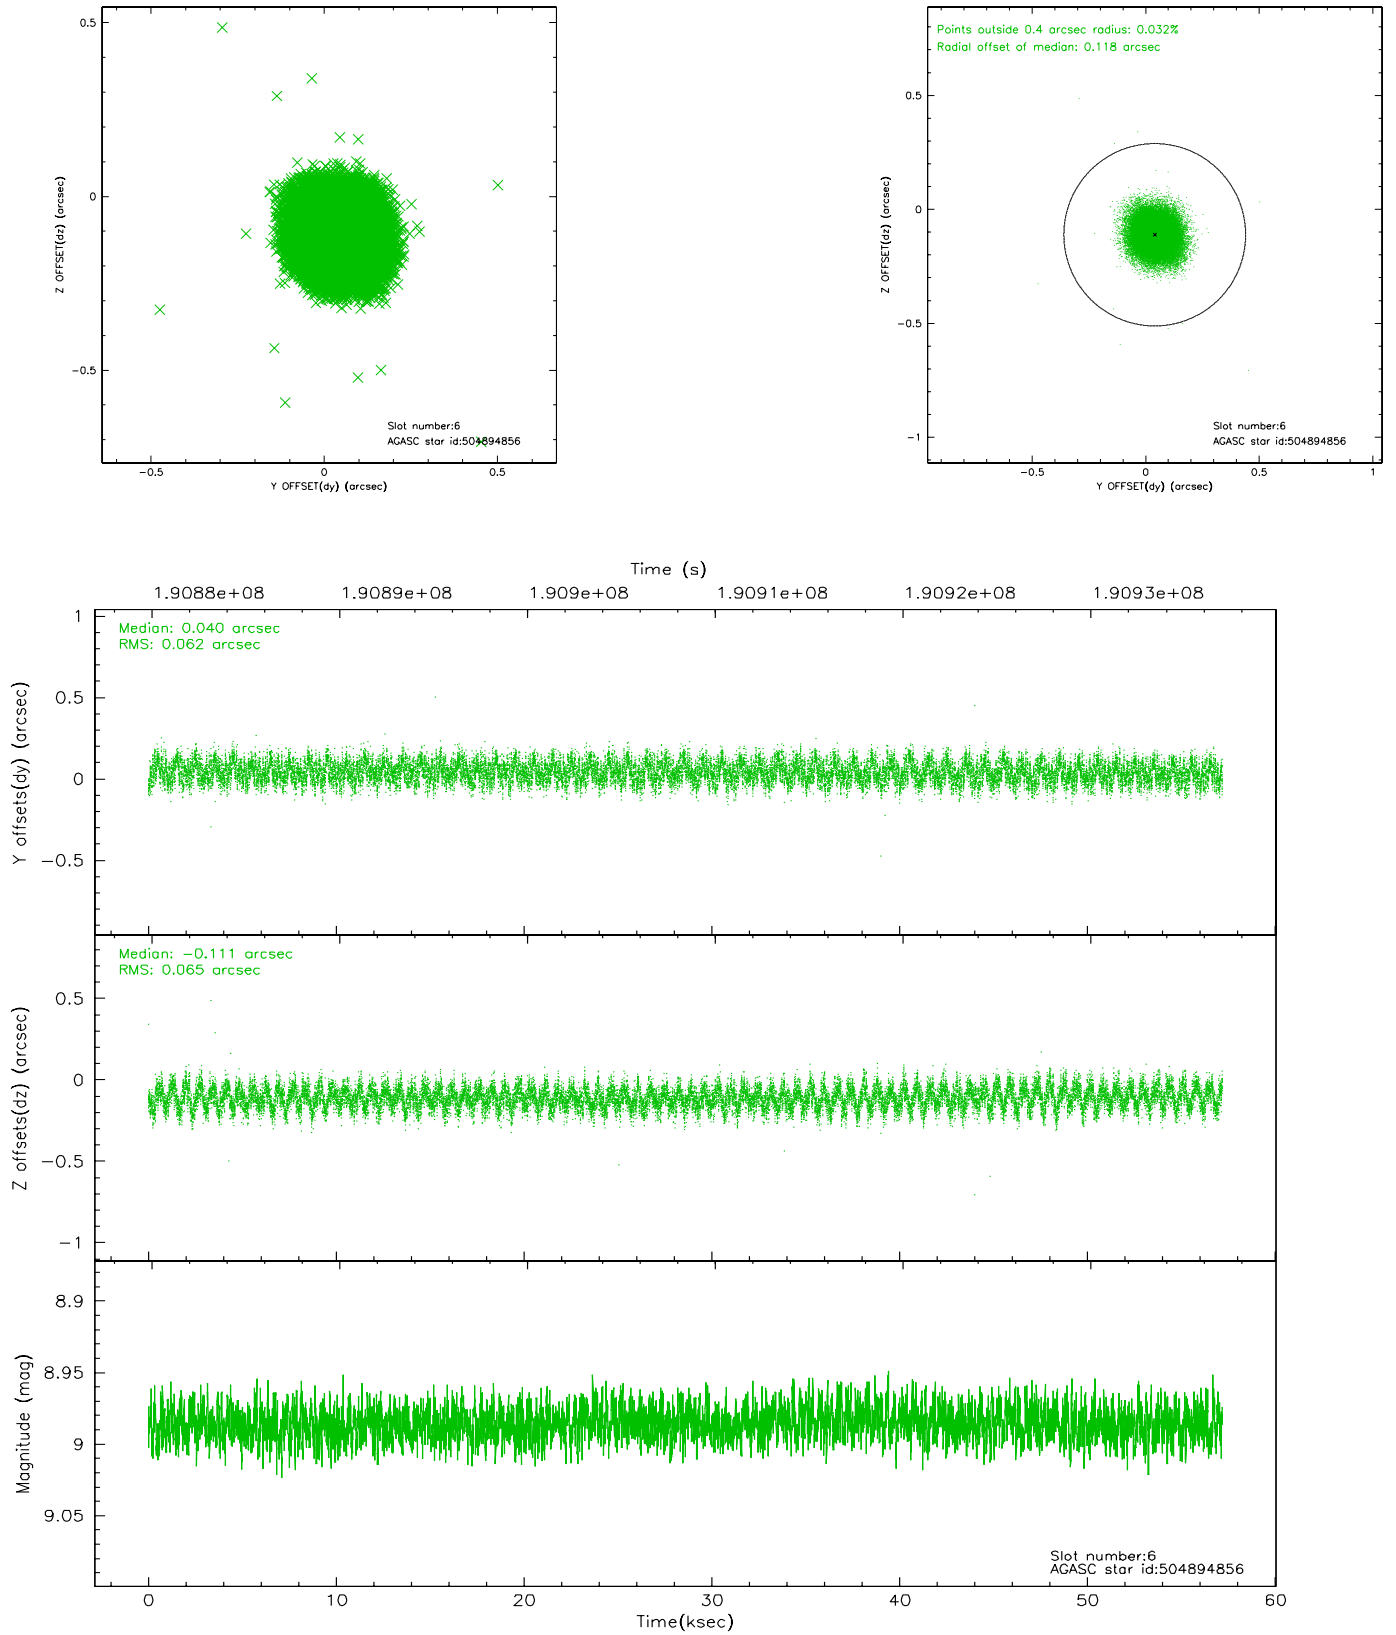 0.5
0
−0.5
Z OFFSET(dz) (arcsec)
Slot number:6
AGASC star id:504894856
−0.5
0
0.5
Y OFFSET(dy) (arcsec)
Points outside 0.4 arcsec radius: 0.032%
Radial offset of median: 0.118 arcsec
0.5
0
−0.5
−1
Z OFFSET(dz) (arcsec)
Slot number:6
AGASC star id:504894856
−0.5
0
0.5
1
Y OFFSET(dy) (arcsec)
Time (s)
1.9088e+08
1.9089e+08
1.909e+08
1.9091e+08
1.9092e+08
1.9093e+08
Median: 0.040 arcsec
RMS: 0.062 arcsec
1
0.5
0
−0.5
Y offsets(dy) (arcsec)
Median: −0.111 arcsec
RMS: 0.065 arcsec
0.5
0
−0.5
−1
Z offsets(dz) (arcsec)
8.9
8.95
9
9.05
Magnitude (mag)
Slot number:6
AGASC star id:504894856
0
10
20
30
40
50
60
Time(ksec)